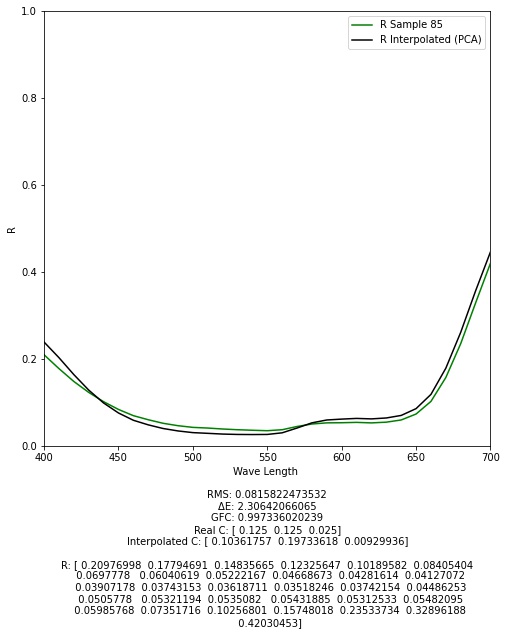 1.0
R Sample 85
R Interpolated (PCA)
0.8
0.6
R
0.4
0.2
0.0
400 450 500 550 600 650 700
Wave Length
RMS: 0.0815822473532
ΔE: 2.30642066065
GFC: 0.997336020239
Real C: [ 0.125 0.125 0.025]
Interpolated C: [ 0.10361757 0.19733618 0.00929936]
R: [ 0.20976998 0.17794691 0.14835665 0.12325647 0.10189582 0.08405404
0.0697778 0.06040619 0.05222167 0.04668673 0.04281614 0.04127072
0.03907178 0.03743153 0.03618711 0.03518246 0.03742154 0.04486253
0.0505778 0.05321194 0.0535082 0.05431885 0.05312533 0.05482095
0.05985768 0.07351716 0.10256801 0.15748018 0.23533734 0.32896188
0.42030453]